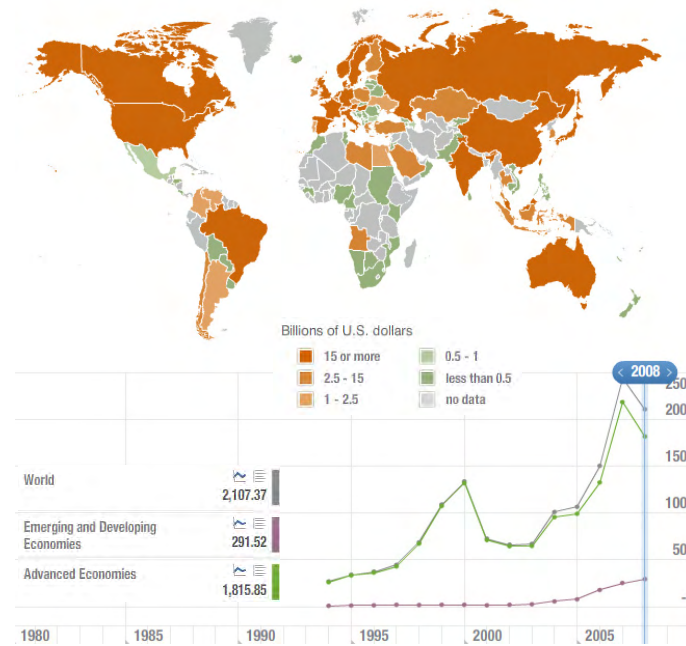 Billions of U.S. dollars
15 or more
0.5 - 1
2.5 - 15
less than 0.5
1 - 2.5
no data
2008
250
200
World
2,107.37
150
Emerging and Developing
Economies
291.52
100
Advanced Economies
1,815.85
50
1980
1985
1990
1995
2000
2005